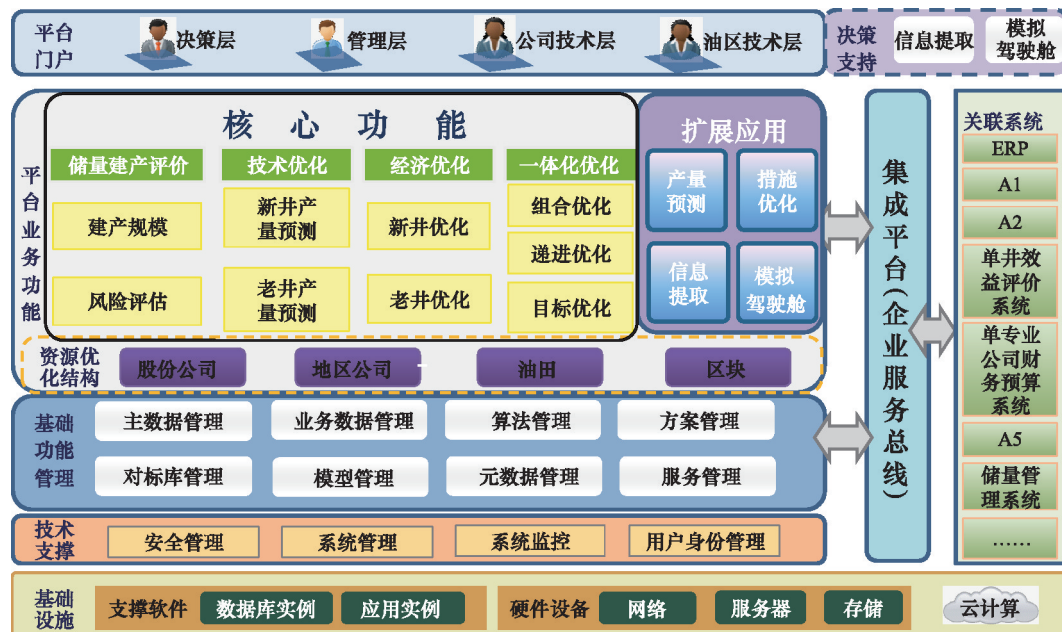 平台
门户
决策层
管理层
公司技术层
油区技术层
决策
支持
信息提取
模拟
驾驶舱
平台业务功能
核心功能
储量建产评价
技术优化
经济优化
一体化优化
建产规模
风险评估
新井产
量预测
老井产
量预测
新井优化
老井优化
组合优化
递进优化
目标优化
扩展应用
产量
预测
措施
优化
信息
提取
模拟
驾驶舱
资源优
化结构
股份公司
地区公司
油田
区块
基础
功能
管理
主数据管理
业务数据管理
算法管理
方案管理
对标库管理
模型管理
元数据管理
服务管理
技术
支撑
安全管理
系统管理
系统监控
用户身份管理
集成平台(企业服务总线)
关联系统
ERP
A1
A2
单井效
益评价
系统
单专业
公司财
务预算
系统
A5
储量管
理系统
……
基础
设施
支撑软件
数据库实例
应用实例
硬件设备
网络
服务器
存储
云计算